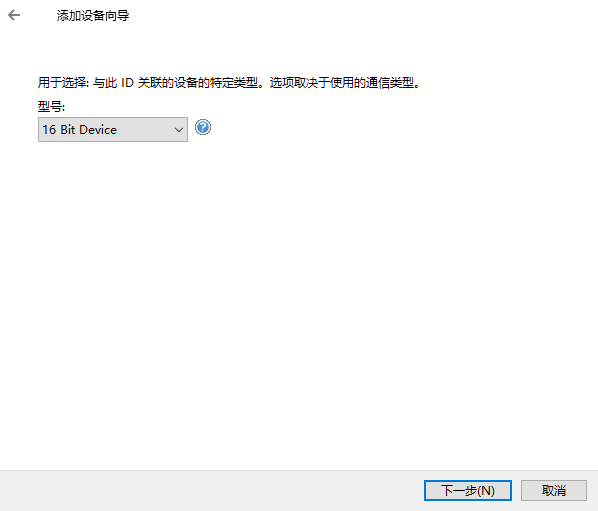 添加设备向导
用于选择: 与此 ID 关联的设备的特定类型。选项取决于使用的通信类型。
型号:
16 Bit Device
下一步(N)
取消